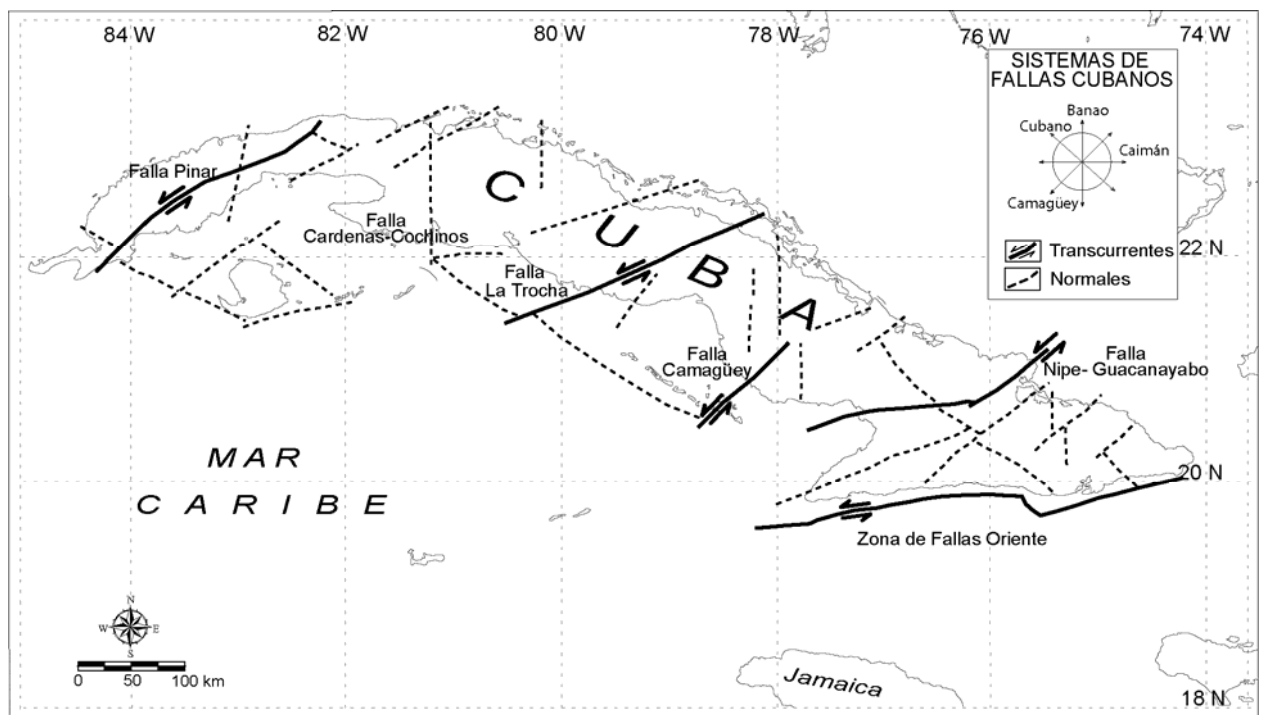 84 W
82 W
80 W
78 W
76 W
74 W
SISTEMAS DE
FALLAS CUBANOS
Banao
Cubano
Caimán
Camagüey
Transcurrentes
Normales
Falla Pinar
Falla
Cardenas-Cochinos
C U B A
22 N
Falla
La Trocha
Falla
Camagüey
Falla
Nipe- Guacanayabo
MAR
CARIBE
20 N
Zona de Fallas Oriente
N
W E
S
0 50 100 km
Jamaica
18 N